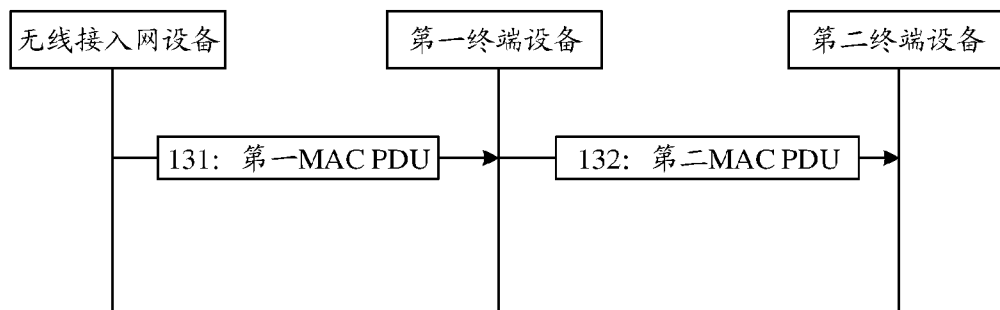 无线接入网设备
第一终端设备
第二终端设备
131：第一MAC PDU
132：第二MAC PDU